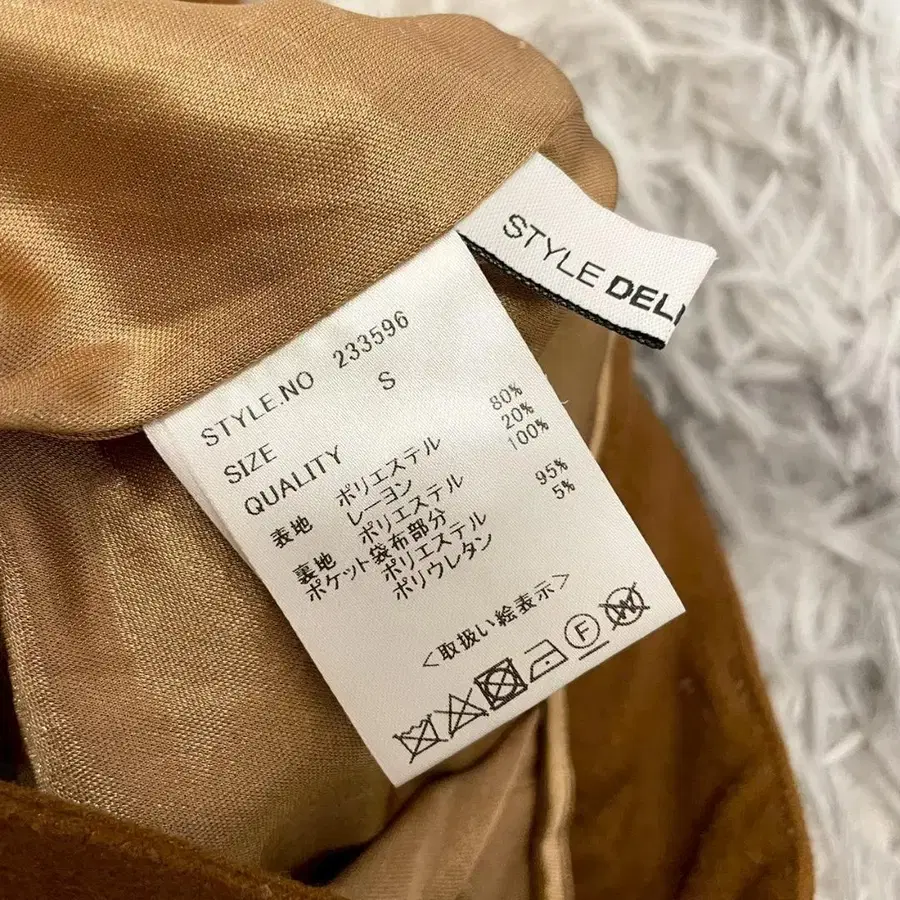 STYLE DEL
STYLE.NO 233596
SIZE S
QUALITY
表地 ポリエステル 80%
レーヨン 20%
裏地 ポリエステル 100%
ポケット袋布部分
ポリエステル 95%
ポリウレタン 5%
<取扱い絵表示>
F W